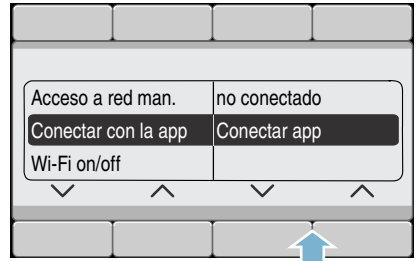 Acceso a red man. no conectado
Conectar con la app Conectar app
Wi-Fi on/off